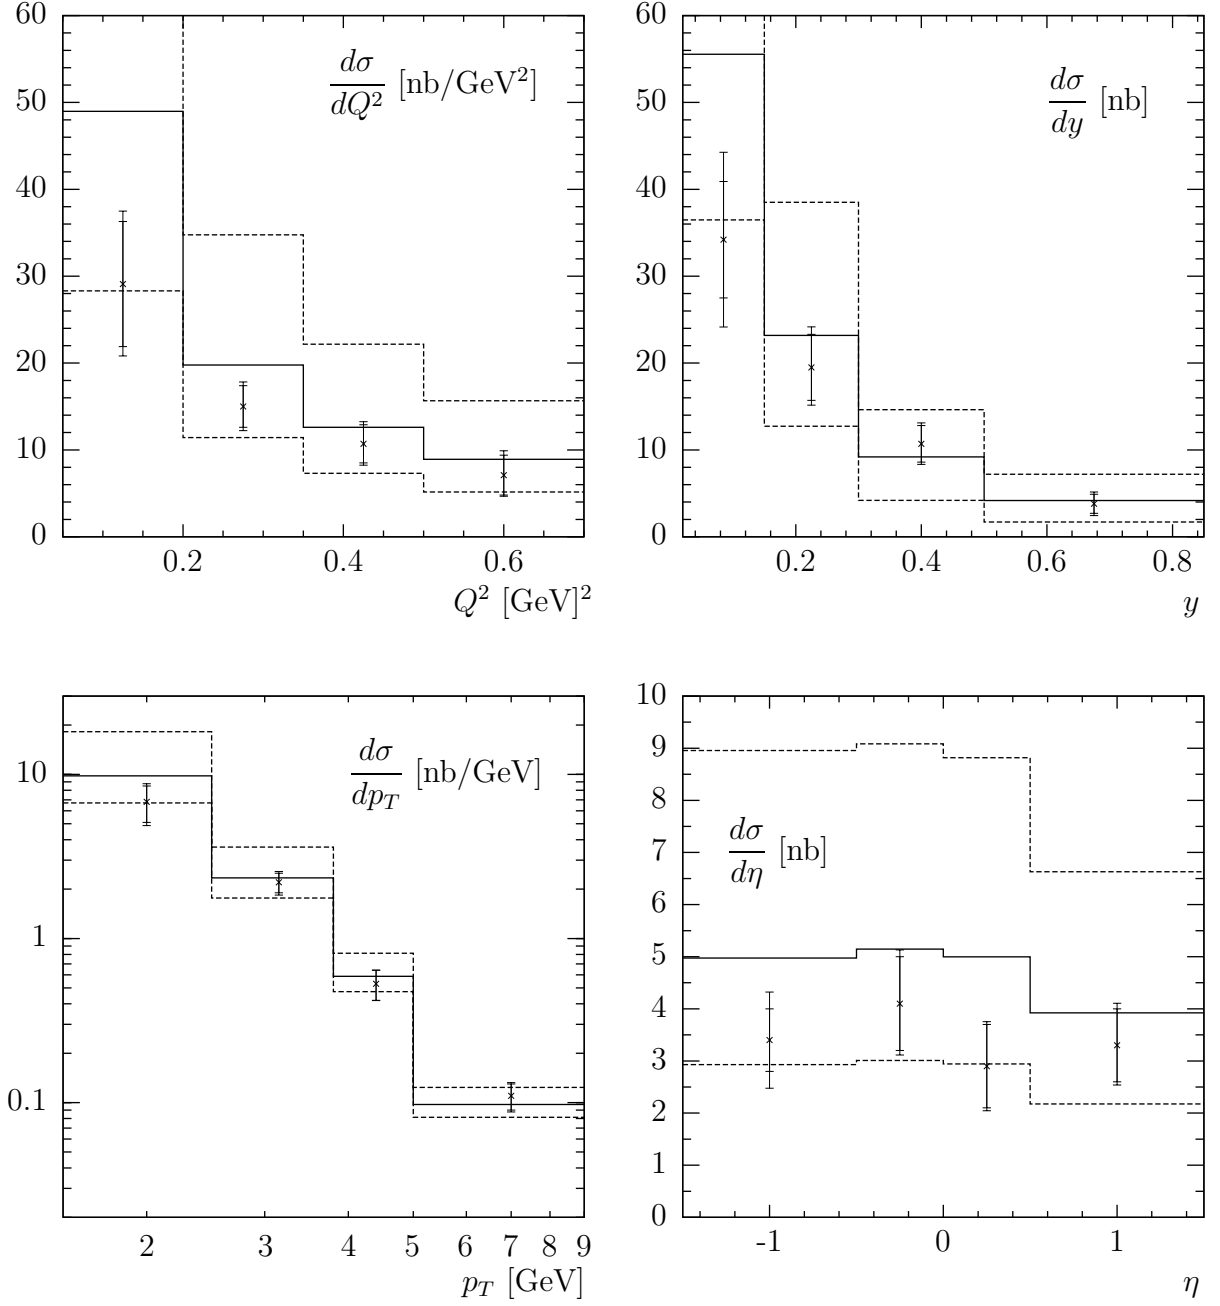 60
50
40
30
20
10
0
dσ/dQ² [nb/GeV²]
0.2 0.4 0.6
Q² [GeV]²
60
50
40
30
20
10
0
dσ/dy [nb]
0.2 0.4 0.6 0.8
y
10
1
0.1
dσ/dp_T [nb/GeV]
2 3 4 5 6 7 8 9
p_T [GeV]
10
9
8
7
6
5
4
3
2
1
0
dσ/dη [nb]
-1 0 1
η